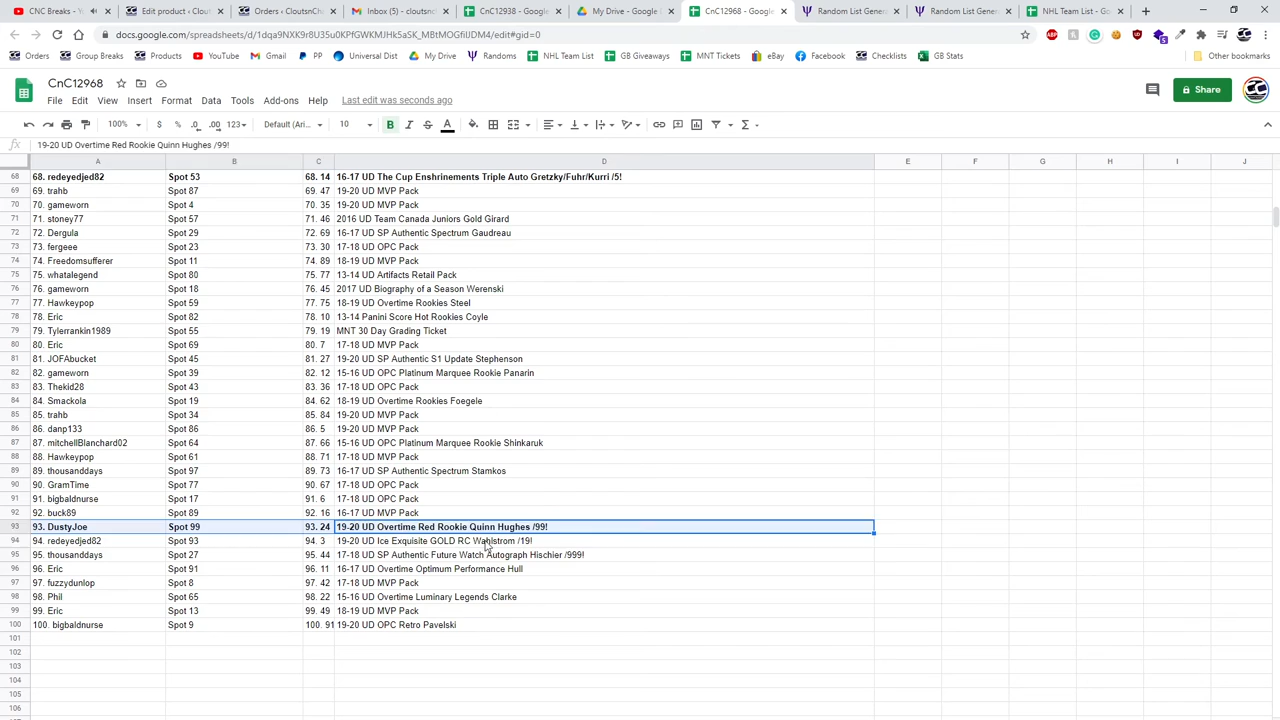 CnC12938 - Google
Edit product ‹ CloutsnCh
Orders ‹ CloutsnCha
Inbox (5) - cloutsnc
CnC12938 - Google
My Drive - Google
CnC12968 - Google
Random List Genera
Random List Genera
NHL Team List - Go
docs.google.com/spreadsheets/d/1dqa9NXK9r8U35u0KPfGWKMJHk5aSK_MBtMOGfiIJDM4/edit#gid=0
Orders Group Breaks Products YouTube Gmail PP Universal Dist My Drive Randoms NHL Team List GB Giveaways MNT Tickets eBay Facebook Checklists GB Stats Other bookmarks
CnC12968
File Edit View Insert Format Data Tools Add-ons Help Last edit was seconds ago
Share
100% $ % .0 .00 123 Default (Ari... 10 B I S A
fx 19-20 UD Overtime Red Rookie Quinn Hughes /99!
A B C D E F G H I J
68 68. redeyedjed82 Spot 53 68. 14 16-17 UD The Cup Enshrinements Triple Auto Gretzky/Fuhr/Kurri /5!
69 69. trahb Spot 87 69. 47 19-20 UD MVP Pack
70 70. gameworn Spot 4 70. 35 19-20 UD MVP Pack
71 71. stoney77 Spot 57 71. 46 2016 UD Team Canada Juniors Gold Girard
72 72. Dergula Spot 29 72. 69 16-17 UD SP Authentic Spectrum Gaudreau
73 73. fergeee Spot 23 73. 30 17-18 UD OPC Pack
74 74. Freedomsufferer Spot 11 74. 89 18-19 UD MVP Pack
75 75. whatalegend Spot 80 75. 77 13-14 UD Artifacts Retail Pack
76 76. gameworn Spot 18 76. 45 2017 UD Biography of a Season Werenski
77 77. Hawkeypop Spot 59 77. 75 18-19 UD Overtime Rookies Steel
78 78. Eric Spot 82 78. 10 13-14 Panini Score Hot Rookies Coyle
79 79. Tylerrankin1989 Spot 55 79. 19 MNT 30 Day Grading Ticket
80 80. Eric Spot 69 80. 7 17-18 UD MVP Pack
81 81. JOFAbucket Spot 45 81. 27 19-20 UD SP Authentic S1 Update Stephenson
82 82. gameworn Spot 39 82. 12 15-16 UD OPC Platinum Marquee Rookie Panarin
83 83. Thekid28 Spot 43 83. 36 17-18 UD OPC Pack
84 84. Smackola Spot 19 84. 62 18-19 UD Overtime Rookies Foegele
85 85. trahb Spot 34 85. 84 19-20 UD MVP Pack
86 86. danp133 Spot 86 86. 5 19-20 UD MVP Pack
87 87. mitchellBlanchard02 Spot 64 87. 66 15-16 UD OPC Platinum Marquee Rookie Shinkaruk
88 88. Hawkeypop Spot 61 88. 71 17-18 UD MVP Pack
89 89. thousanddays Spot 97 89. 73 16-17 UD SP Authentic Spectrum Stamkos
90 90. GramTime Spot 77 90. 67 17-18 UD OPC Pack
91 91. bigbaldnurse Spot 17 91. 6 17-18 UD OPC Pack
92 92. buck89 Spot 89 92. 16 16-17 UD MVP Pack
93 93. DustyJoe Spot 99 93. 24 19-20 UD Overtime Red Rookie Quinn Hughes /99!
94 94. redeyedjed82 Spot 93 94. 3 19-20 UD Ice Exquisite GOLD RC Wahlstrom /19!
95 95. thousanddays Spot 27 95. 44 17-18 UD SP Authentic Future Watch Autograph Hischier /999!
96 96. Eric Spot 91 96. 11 16-17 UD Overtime Optimum Performance Hull
97 97. fuzzydunlop Spot 8 97. 42 17-18 UD MVP Pack
98 98. Phil Spot 65 98. 22 15-16 UD Overtime Luminary Legends Clarke
99 99. Eric Spot 13 99. 49 18-19 UD MVP Pack
100 100. bigbaldnurse Spot 9 100. 91 19-20 UD OPC Retro Pavelski
101
102
103
104
105
106